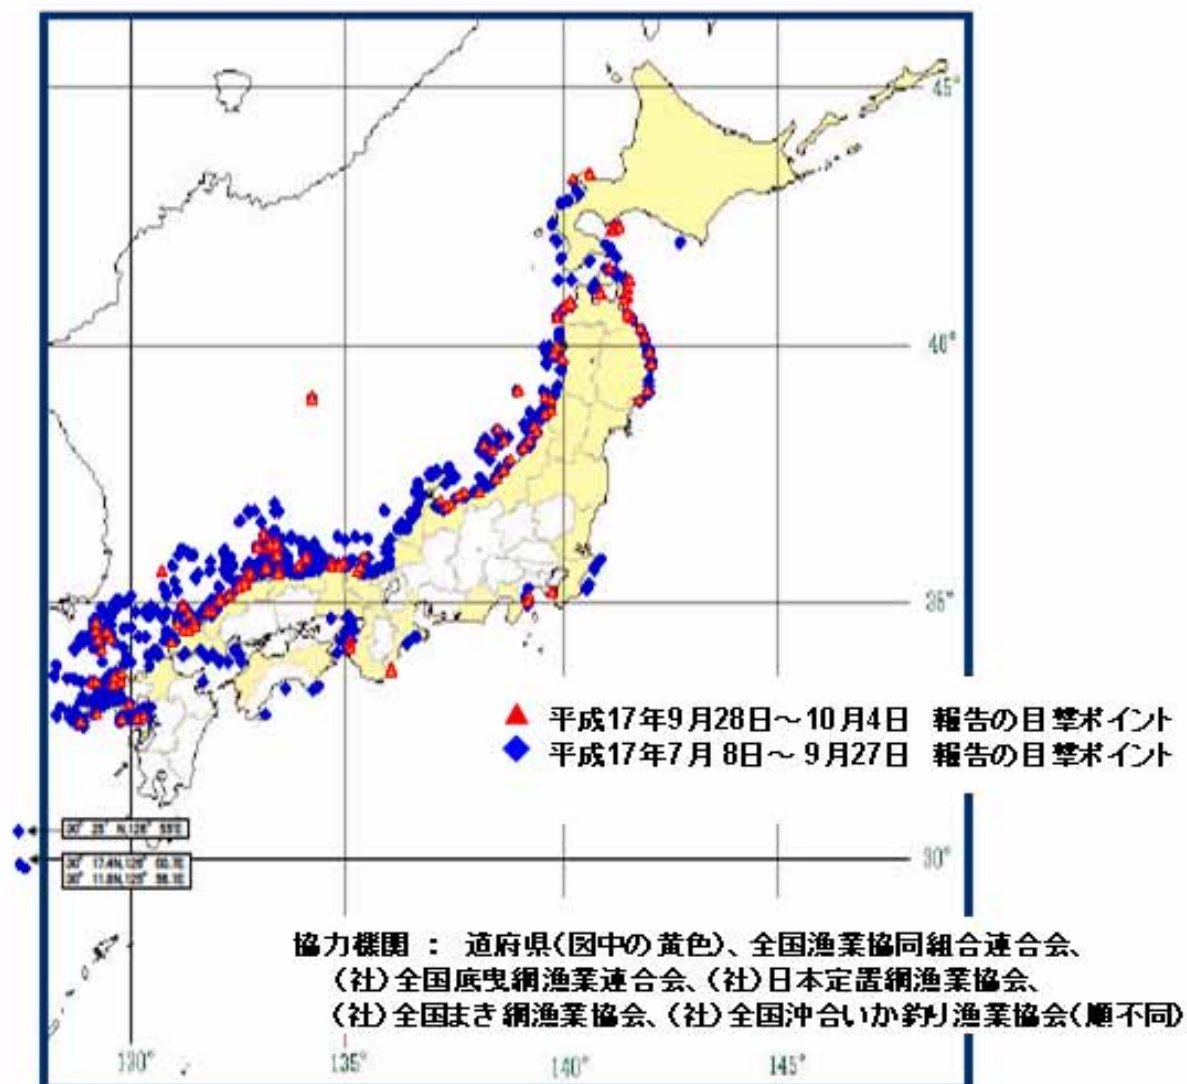 45°
40°
35°
▲ 平成17年9月28日～10月4日 報告の目撃ポイント
◆ 平成17年7月8日～9月27日 報告の目撃ポイント
30°
協力機関 ： 道府県(図中の黄色)、全国漁業協同組合連合会、
(社)全国底曳網漁業連合会、(社)日本定置網漁業協会、
(社)全国まき網漁業協会、(社)全国沖合いか釣り漁業協会(順不同)
130° 135° 140° 145°